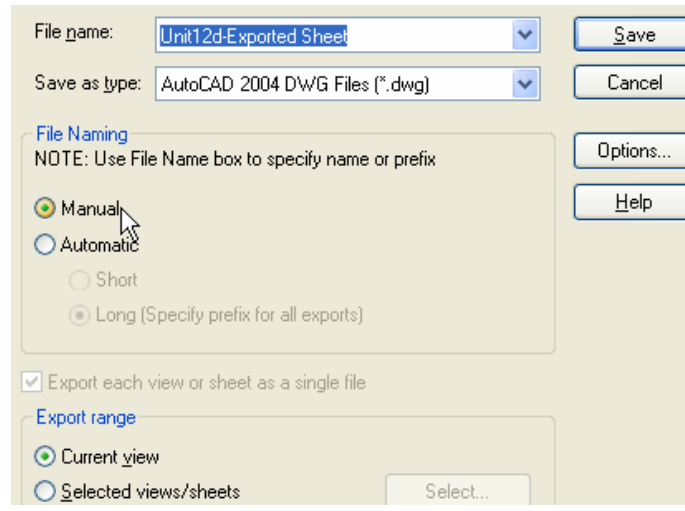 File name: Unit12d-Exported Sheet Save
Save as type: AutoCAD 2004 DWG Files (*.dwg) Cancel
File Naming
NOTE: Use File Name box to specify name or prefix Options...
Manual Help
Automatic
Short
Long (Specify prefix for all exports)
Export each view or sheet as a single file
Export range
Current view
Selected views/sheets Select...